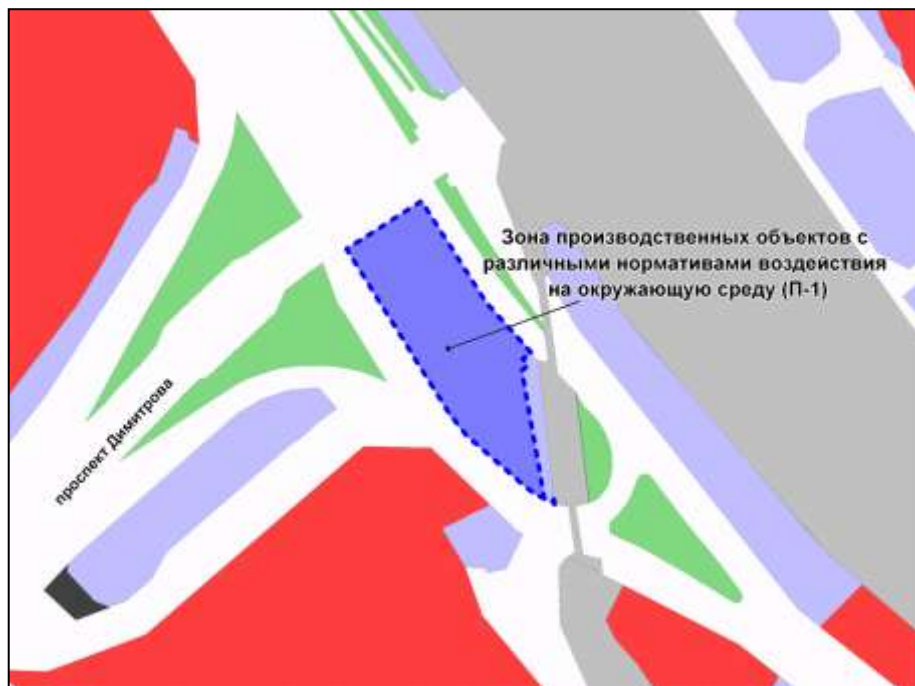 Зона производственных объектов с
различными нормативами воздействия
на окружающую среду (П-1)
проспект Димитрова